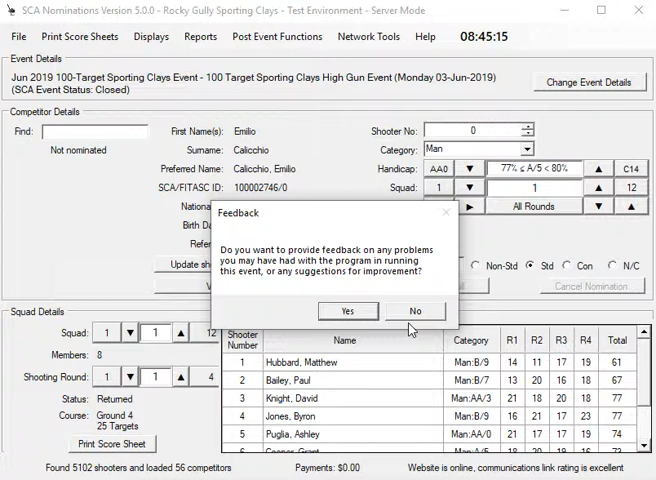 SCA Nominations Version 5.0.0 - Rocky Gully Sporting Clays - Test Environment - Server Mode
File Print Score Sheets Displays Reports Post Event Functions Network Tools Help 08:45:15
Event Details
Jun 2019 100-Target Sporting Clays Event - 100 Target Sporting Clays High Gun Event (Monday 03-Jun-2019)
(SCA Event Status: Closed)
Change Event Details
Competitor Details
Find: First Name(s): Emilio Shooter No: 0
Not nominated Surname: Calicchio Category: Man
Preferred Name: Calicchio, Emilio Handicap: AA0 ▼ 77% ≤ A/5 < 80% ▲ C14
SCA/FITASC ID: 100002746/0 Squad: 1 ▼ 1 ▲ 12
Nationa ► All Rounds ▼ ▲
Birth Da
Refer Non-Std Std Con N/C
Update sh Cancel Nomination
Feedback
Do you want to provide feedback on any problems
you may have had with the program in running
this event, or any suggestions for improvement?
Yes No
Squad Details
Squad: 1 ▼ 1 ▲ 12
Members: 8
Shooting Round: 1 ▼ 1 ▲ 4
Status: Returned
Course: Ground 4
25 Targets
Print Score Sheet
Shooter
Number Name Category R1 R2 R3 R4 Total
1 Hubbard, Matthew Man:B/9 14 11 17 19 61
2 Bailey, Paul Man:B/7 13 20 16 18 67
3 Knight, David Man:AA/3 21 18 20 18 77
4 Jones, Byron Man:B/9 16 21 17 23 77
5 Puglia, Ashley Man:AA/0 21 17 17 19 74
Found 5102 shooters and loaded 56 competitors Payments: $0.00 Website is online, communications link rating is excellent